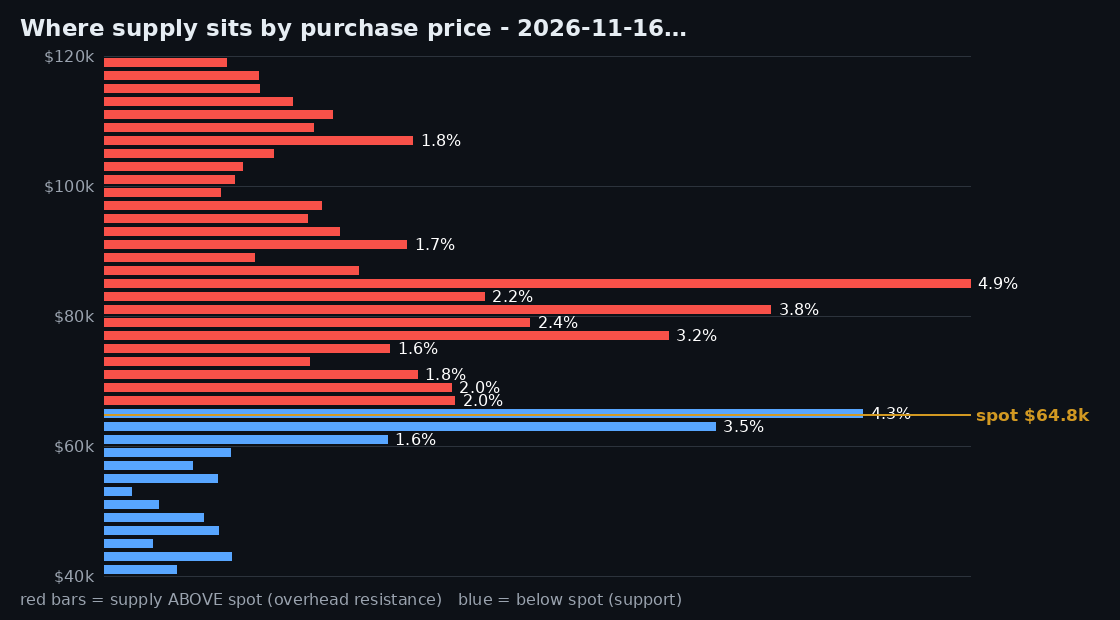 Where supply sits by purchase price - 2026-11-16…
$120k
1.8%
$100k
1.7%
4.9%
2.2%
3.8%
$80k
2.4%
3.2%
1.6%
1.8%
2.0%
2.0%
4.3%
spot $64.8k
3.5%
1.6%
$60k
$40k
red bars = supply ABOVE spot (overhead resistance)   blue = below spot (support)